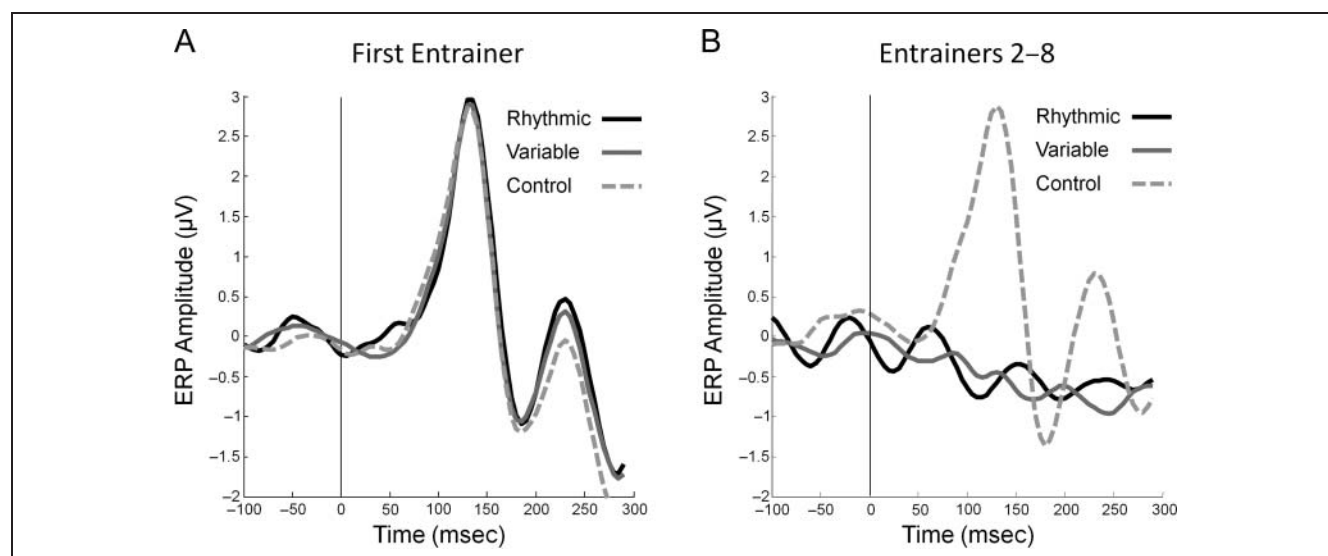 A
First Entrainer
3
2.5
2
1.5
1
0.5
0
−0.5
−1
−1.5
−2
ERP Amplitude (µV)
Rhythmic
Variable
Control
−100
−50
0
50
100
150
200
250
300
Time (msec)
B
Entrainers 2–8
3
2.5
2
1.5
1
0.5
0
−0.5
−1
−1.5
−2
ERP Amplitude (µV)
Rhythmic
Variable
Control
−100
−50
0
50
100
150
200
250
300
Time (msec)